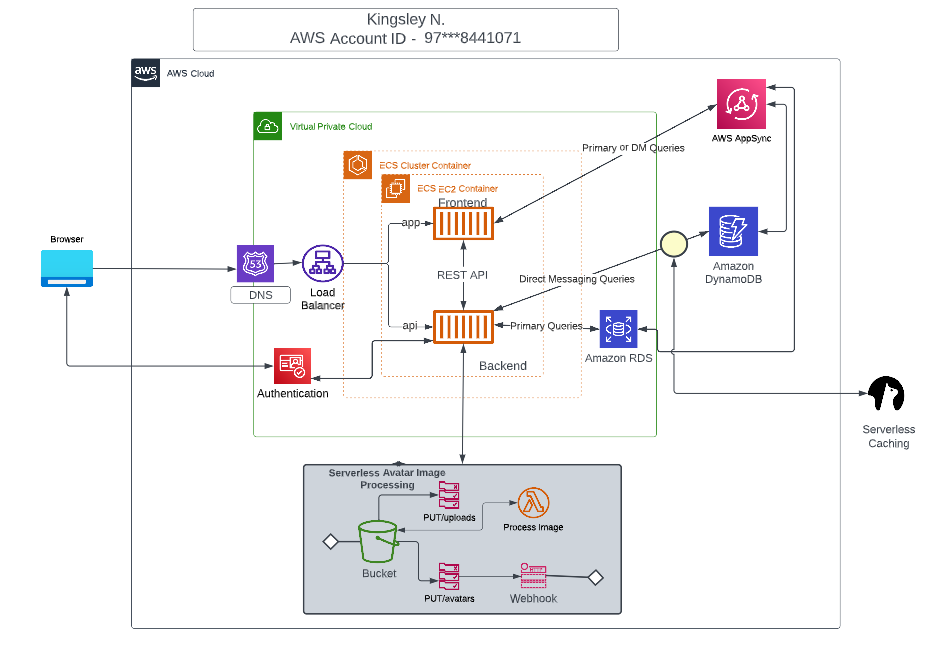 Kingsley N.
AWS Account ID - 97***8441071
aws
AWS Cloud
Virtual Private Cloud
AWS AppSync
Primary or DM Queries
ECS Cluster Container
ECS EC2 Container
Frontend
app
Browser
53
DNS
Load
Balancer
REST API
Direct Messaging Queries
Amazon
DynamoDB
api
Primary Queries
Amazon RDS
Backend
Authentication
Serverless
Caching
Serverless Avatar Image
Processing
PUT/uploads
Process Image
Bucket
PUT/avatars
Webhook